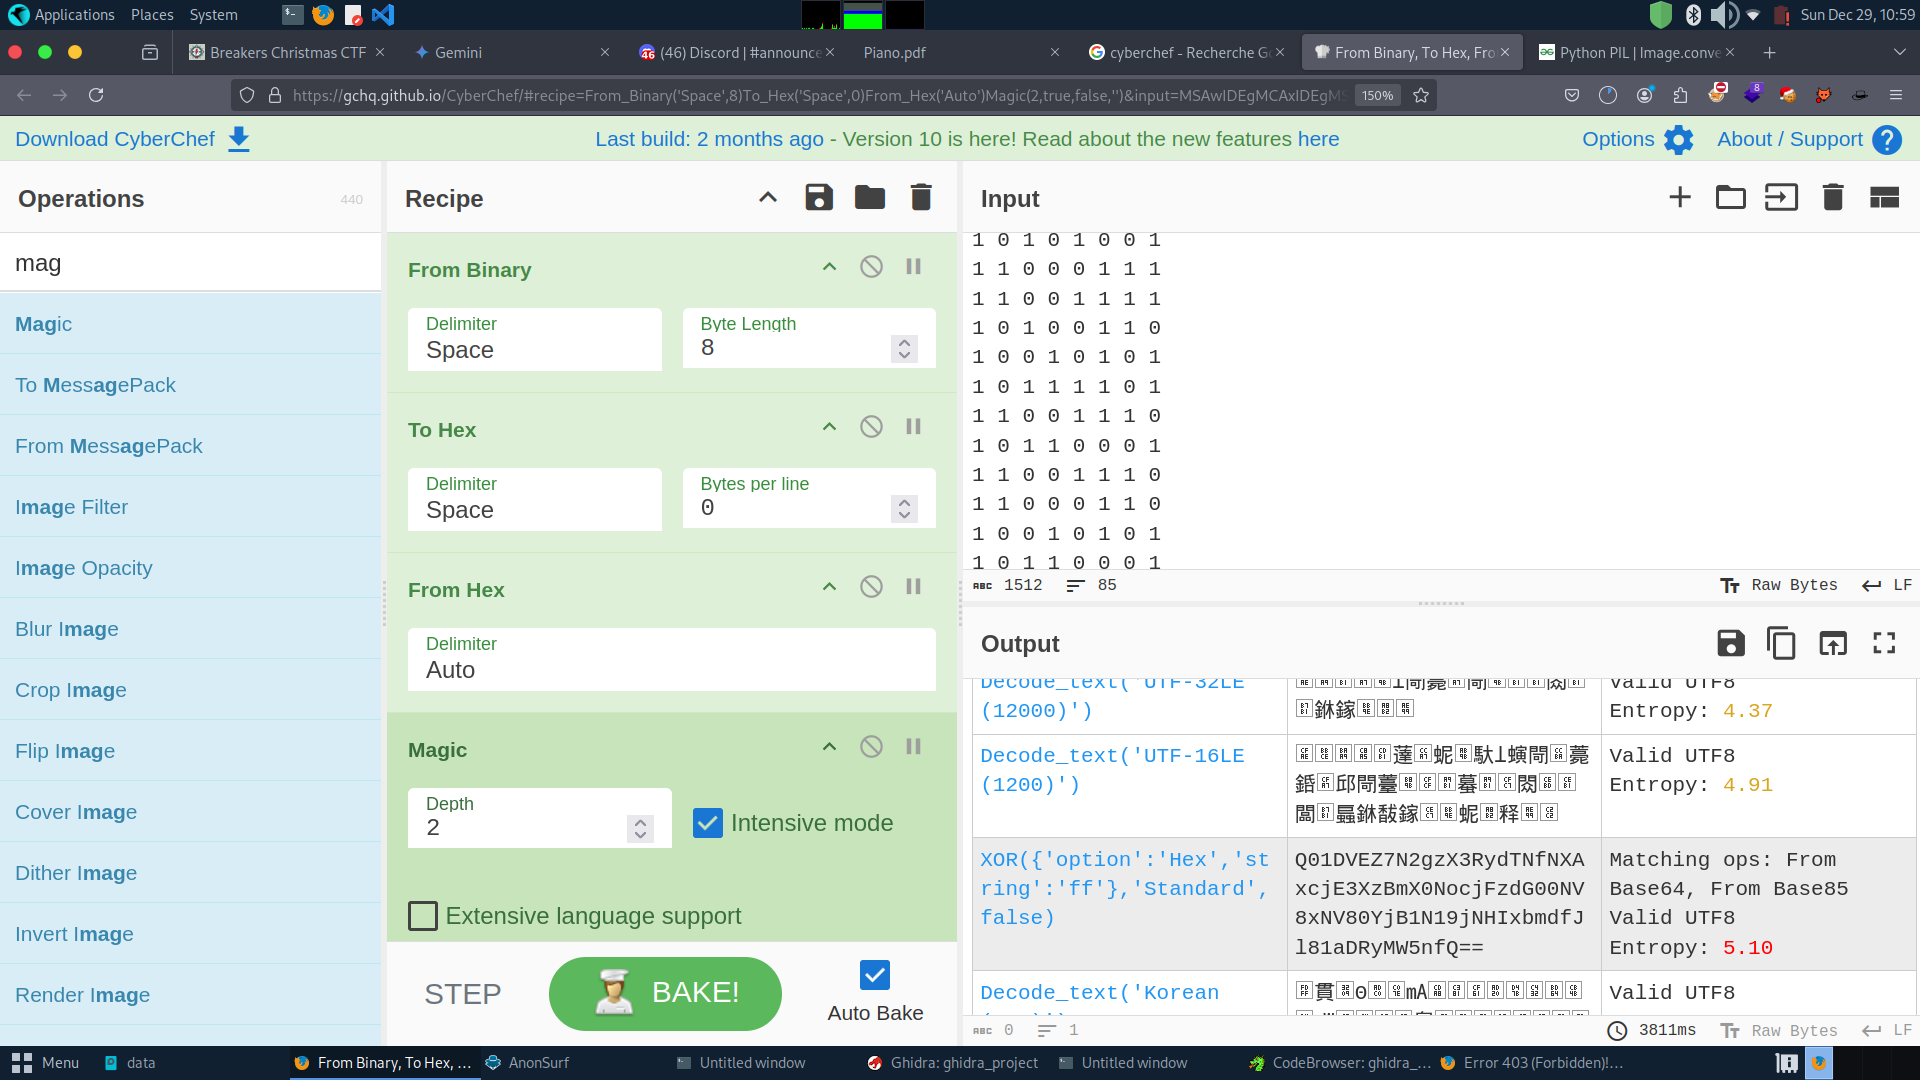 Applications Places System Sun Dec 29, 10:59
Breakers Christmas CTF Gemini (46) Discord | #announce Piano.pdf cyberchef - Recherche Go From Binary, To Hex, Fro Python PIL | Image.conve
https://gchq.github.io/CyberChef/#recipe=From_Binary('Space',8)To_Hex('Space',0)From_Hex('Auto')Magic(2,true,false,'')&input=MSAwIDEgMCAxIDEgMS 150%
Download CyberChef Last build: 2 months ago - Version 10 is here! Read about the new features here Options About / Support
Operations 440
mag
Magic
To MessagePack
From MessagePack
Image Filter
Image Opacity
Blur Image
Crop Image
Flip Image
Cover Image
Dither Image
Invert Image
Render Image
Recipe
From Binary
Delimiter
Space
Byte Length
8
To Hex
Delimiter
Space
Bytes per line
0
From Hex
Delimiter
Auto
Magic
Depth
2
Intensive mode
Extensive language support
STEP
BAKE!
Auto Bake
Input
1 0 1 0 1 0 0 1
1 1 0 0 0 1 1 1
1 1 0 0 1 1 1 1
1 0 1 0 0 1 1 0
1 0 0 1 0 1 0 1
1 0 1 1 1 1 0 1
1 1 0 0 1 1 1 0
1 0 1 1 0 0 0 1
1 1 0 0 1 1 1 0
1 1 0 0 0 1 1 0
1 0 0 1 0 1 0 1
1 0 1 1 0 0 0 1
ABC 1512 85 Raw Bytes LF
Output
Decode_text('UTF-32LE
(12000)')
Valid UTF8
Entropy: 4.37
Decode_text('UTF-16LE
(1200)')
Valid UTF8
Entropy: 4.91
XOR({'option':'Hex','st
ring':'ff'},'Standard',
false)
Q01DVEZ7N2gzX3RydTNfNXA
xcjE3XzBmX0NocjFzdG00NV
8xNV80YjB1N19jNHIxbmdfJ
l81aDRyMW5nfQ==
Matching ops: From
Base64, From Base85
Valid UTF8
Entropy: 5.10
Decode_text('Korean
Valid UTF8
ABC 0 1 3811ms Raw Bytes LF
Menu data From Binary, To Hex, ... AnonSurf Untitled window Ghidra: ghidra_project Untitled window CodeBrowser: ghidra_... Error 403 (Forbidden)!...